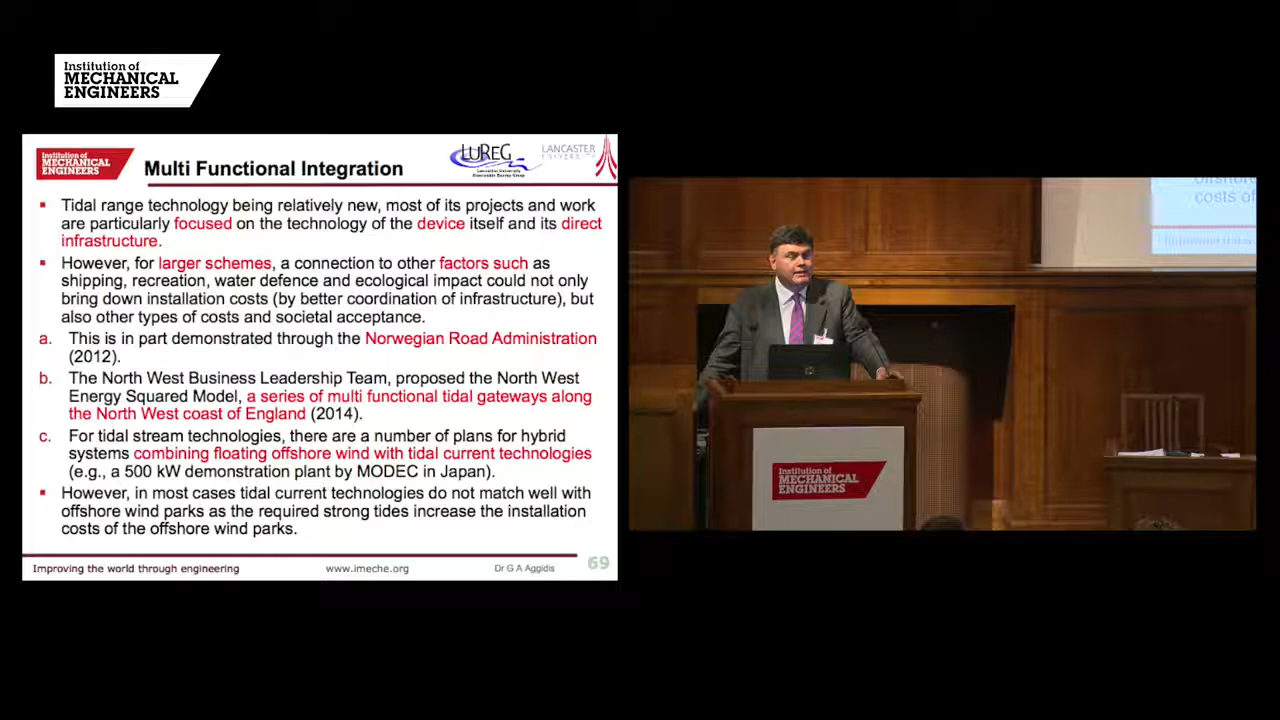 Institution of
MECHANICAL
ENGINEERS
Institution of
MECHANICAL
ENGINEERS
Multi Functional Integration
LUREG
Lancaster University
Renewable Energy Group
LANCASTER
UNIVERSITY
▪ Tidal range technology being relatively new, most of its projects and work
are particularly focused on the technology of the device itself and its direct
infrastructure.
▪ However, for larger schemes, a connection to other factors such as
shipping, recreation, water defence and ecological impact could not only
bring down installation costs (by better coordination of infrastructure), but
also other types of costs and societal acceptance.
a. This is in part demonstrated through the Norwegian Road Administration
(2012).
b. The North West Business Leadership Team, proposed the North West
Energy Squared Model, a series of multi functional tidal gateways along
the North West coast of England (2014).
c. For tidal stream technologies, there are a number of plans for hybrid
systems combining floating offshore wind with tidal current technologies
(e.g., a 500 kW demonstration plant by MODEC in Japan).
▪ However, in most cases tidal current technologies do not match well with
offshore wind parks as the required strong tides increase the installation
costs of the offshore wind parks.
Improving the world through engineering
www.imeche.org
Dr G A Aggidis
69
offshore
costs of
Institution of
MECHANICAL
ENGINEERS